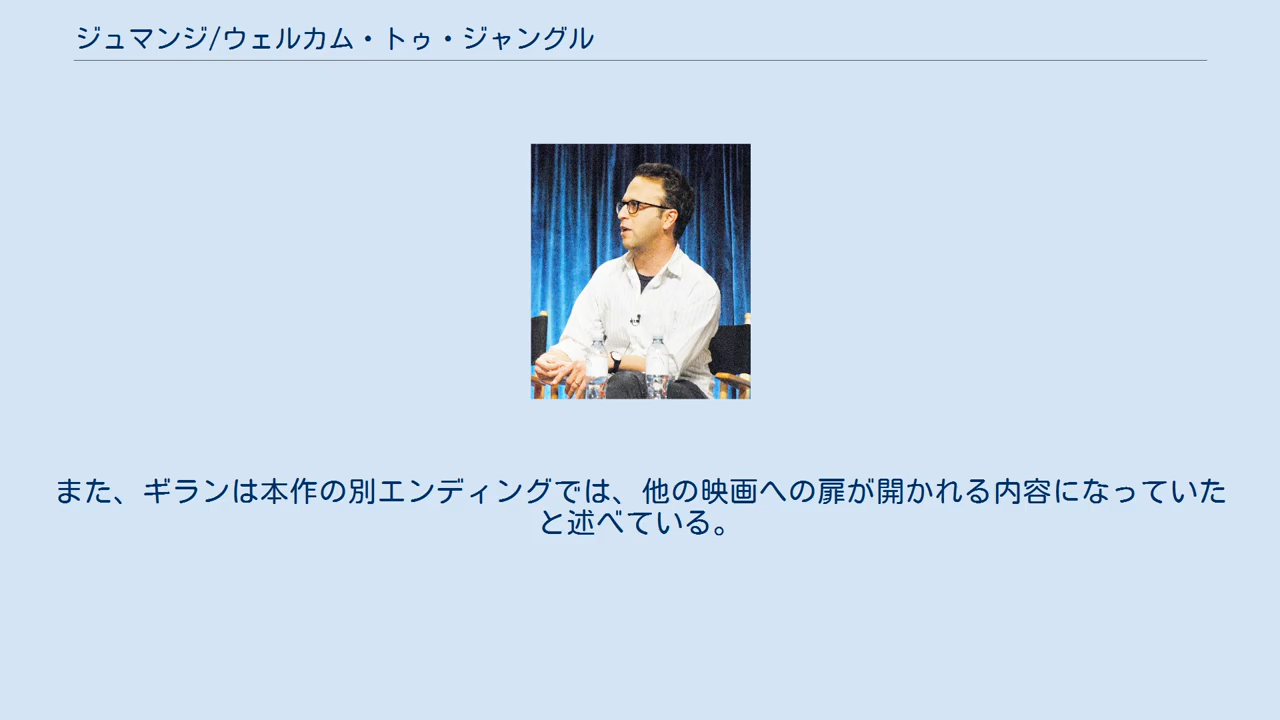 ジュマンジ/ウェルカム・トゥ・ジャングル
また、ギランは本作の別エンディングでは、他の映画への扉が開かれる内容になっていた
と述べている。